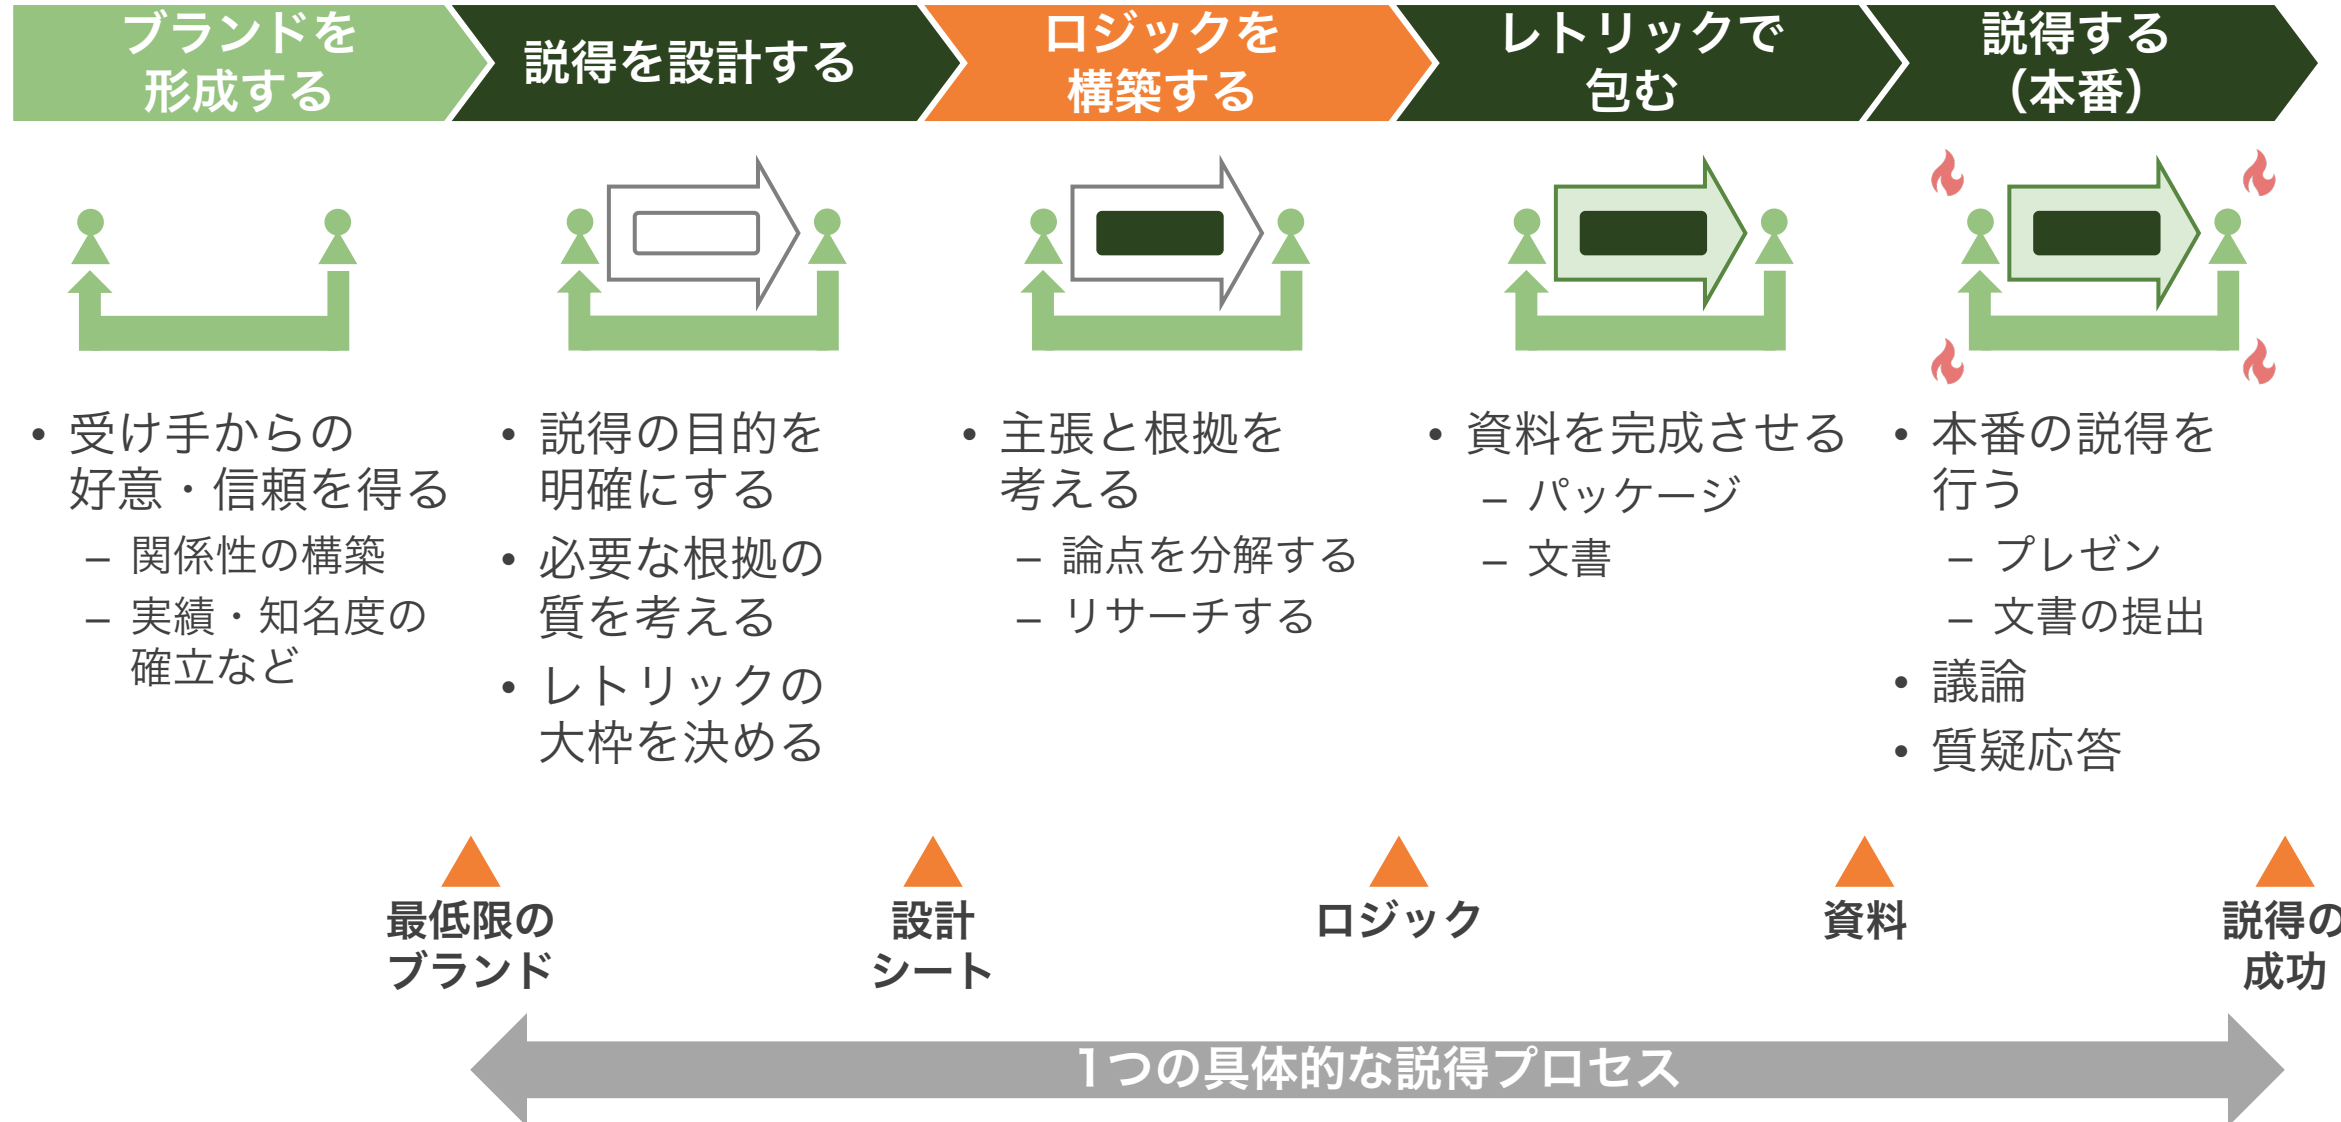 ブランドを
形成する
説得を設計する
ロジックを
構築する
レトリックで
包む
説得する
（本番）
• 受け手からの
好意・信頼を得る
– 関係性の構築
– 実績・知名度の
確立など
• 説得の目的を
明確にする
• 必要な根拠の
質を考える
• レトリックの
大枠を決める
• 主張と根拠を
考える
– 論点を分解する
– リサーチする
• 資料を完成させる
– パッケージ
– 文書
• 本番の説得を
行う
– プレゼン
– 文書の提出
• 議論
• 質疑応答
最低限の
ブランド
設計
シート
ロジック
資料
説得の
成功
1つの具体的な説得プロセス